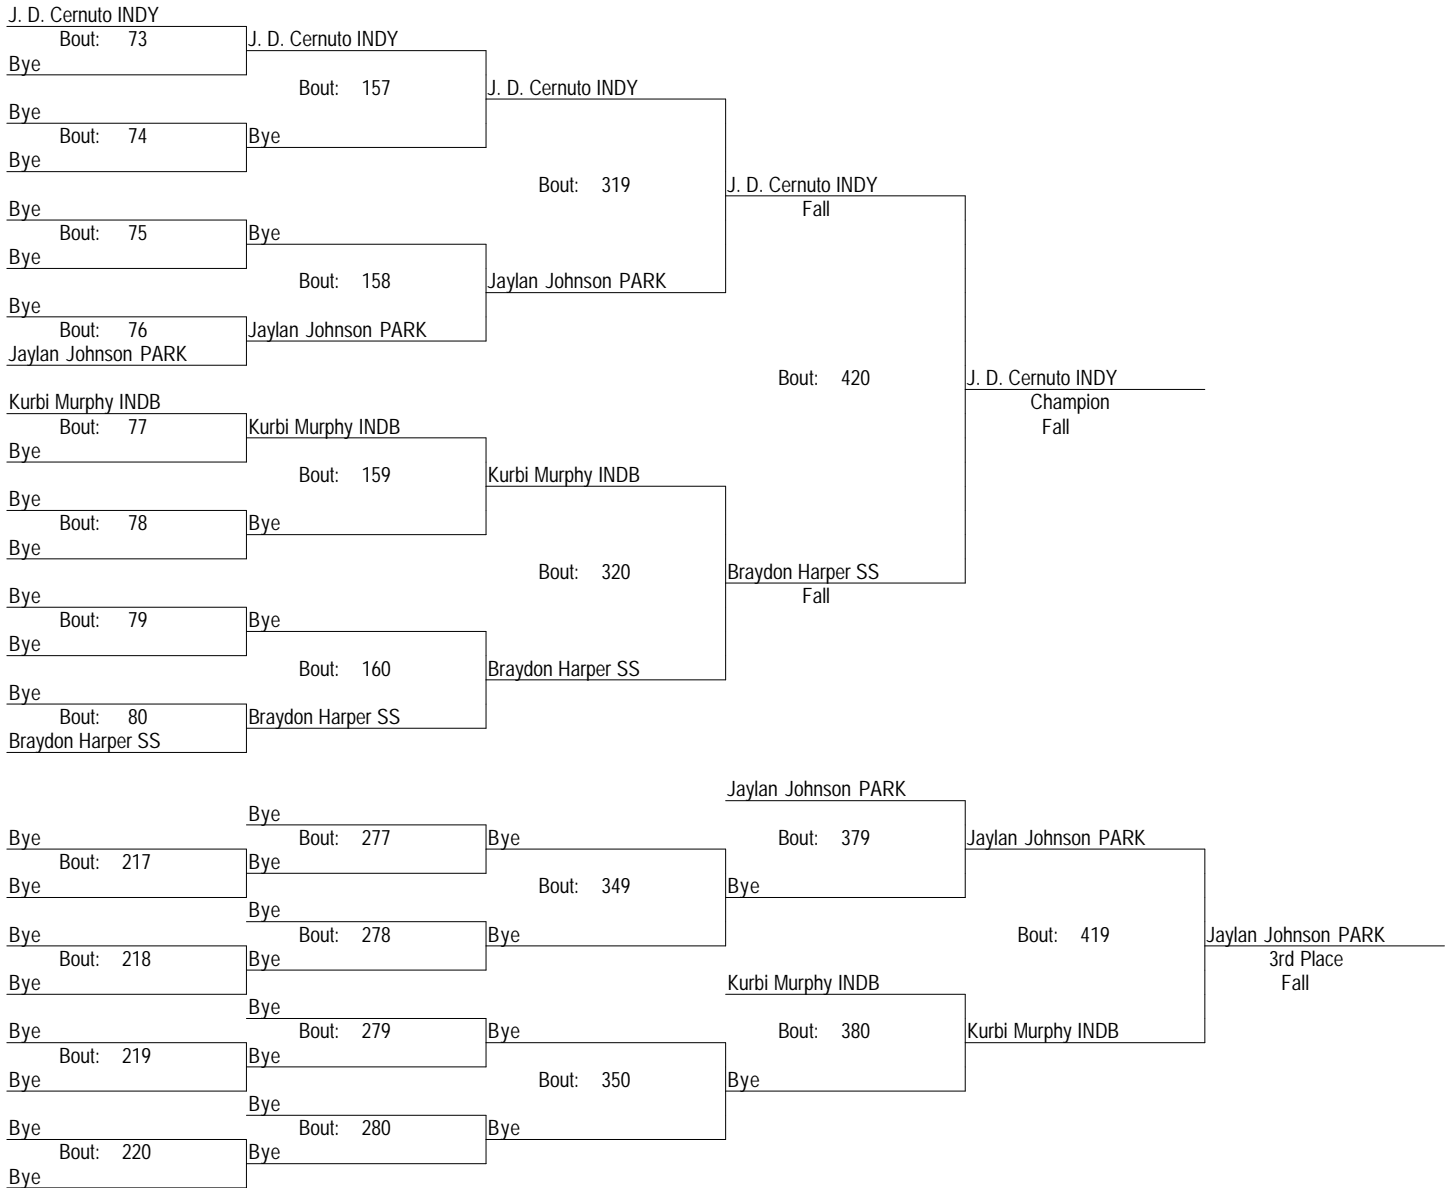 J. D. Cernuto INDY
Bout: 73
J. D. Cernuto INDY
Bye
Bout: 157
J. D. Cernuto INDY
Bye
Bout: 74
Bye
Bye
Bout: 319
J. D. Cernuto INDY
Fall
Bye
Bout: 75
Bye
Bye
Bout: 158
Jaylan Johnson PARK
Bye
Bout: 76
Jaylan Johnson PARK
Jaylan Johnson PARK
Bout: 420
J. D. Cernuto INDY
Champion
Fall
Kurbi Murphy INDB
Bout: 77
Kurbi Murphy INDB
Bye
Bout: 159
Kurbi Murphy INDB
Bye
Bout: 78
Bye
Bye
Bout: 320
Braydon Harper SS
Fall
Bye
Bout: 79
Bye
Bye
Bout: 160
Braydon Harper SS
Bye
Bout: 80
Braydon Harper SS
Braydon Harper SS
Jaylan Johnson PARK
Bye
Bye
Bout: 277
Bye
Bout: 379
Jaylan Johnson PARK
Bout: 217
Bye
Bye
Bout: 349
Bye
Bye
Bye
Bout: 278
Bye
Bout: 419
Jaylan Johnson PARK
Bout: 218
Bye
3rd Place
Bye
Kurbi Murphy INDB
Fall
Bye
Bye
Bout: 279
Bye
Bout: 380
Kurbi Murphy INDB
Bout: 219
Bye
Bye
Bout: 350
Bye
Bye
Bye
Bout: 280
Bye
Bout: 220
Bye
Bye